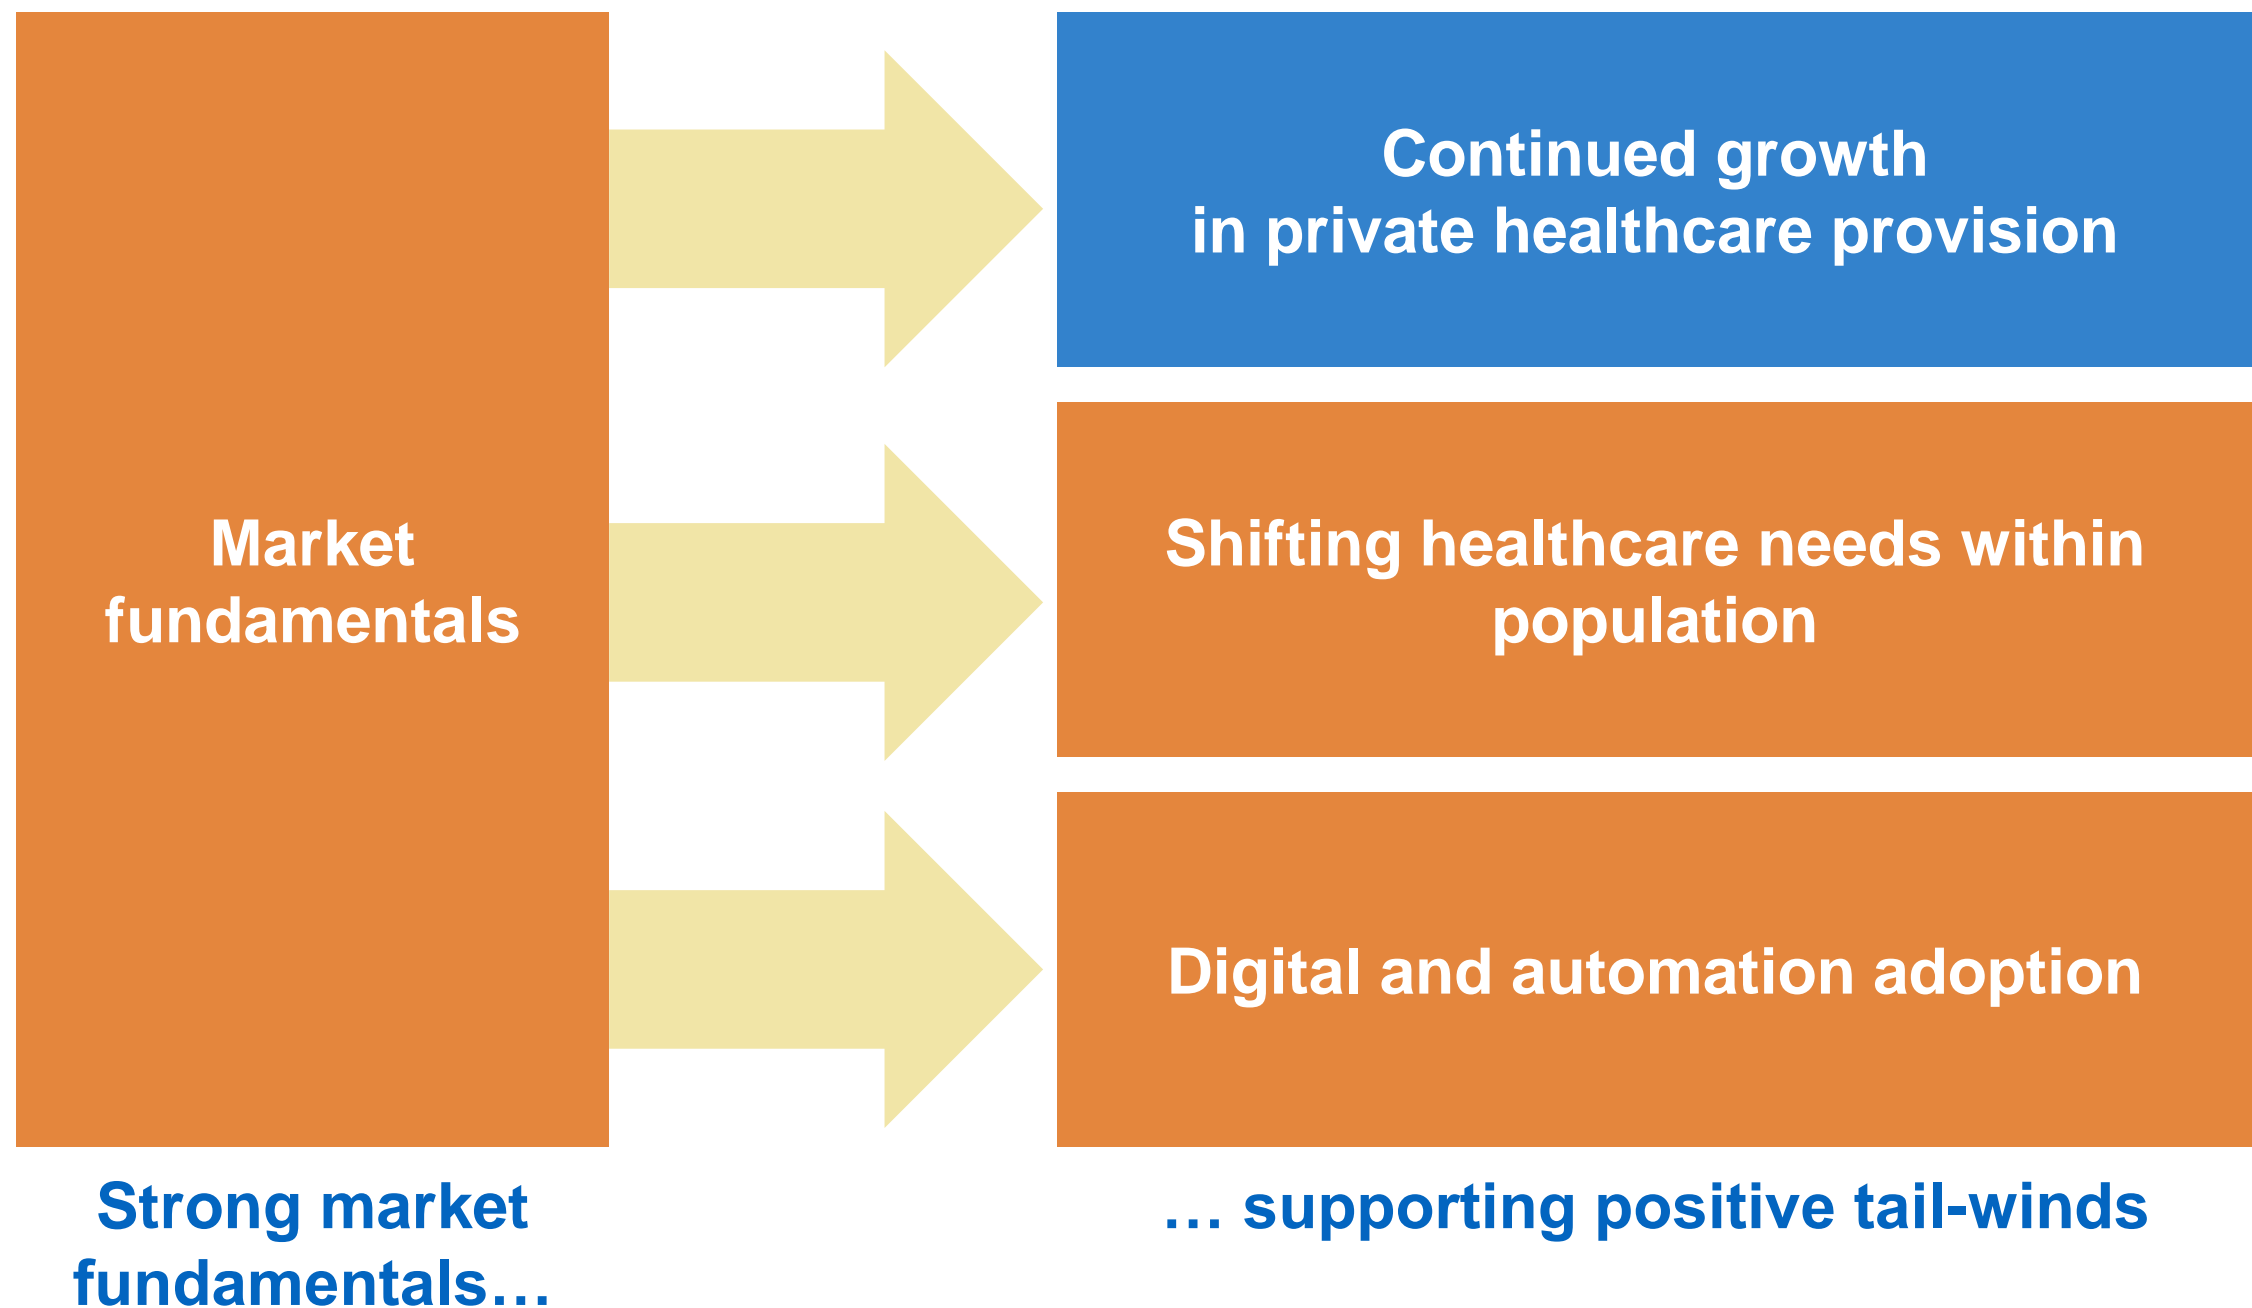 Market
fundamentals
Continued growth
in private healthcare provision
Shifting healthcare needs within
population
Digital and automation adoption
Strong market
fundamentals…
… supporting positive tail-winds